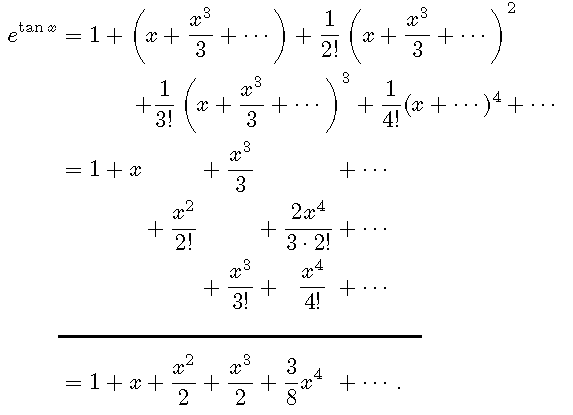 e^{\tan x} = 1 + \left( x + \frac{x^3}{3} + \cdots \right) + \frac{1}{2!} \left( x + \frac{x^3}{3} + \cdots \right)^2
+ \frac{1}{3!} \left( x + \frac{x^3}{3} + \cdots \right)^3 + \frac{1}{4!} (x + \cdots)^4 + \cdots
= 1 + x + \frac{x^3}{3} + \cdots
+ \frac{x^2}{2!} + \frac{2x^4}{3 \cdot 2!} + \cdots
+ \frac{x^3}{3!} + \frac{x^4}{4!} + \cdots
= 1 + x + \frac{x^2}{2} + \frac{x^3}{2} + \frac{3}{8} x^4 + \cdots .